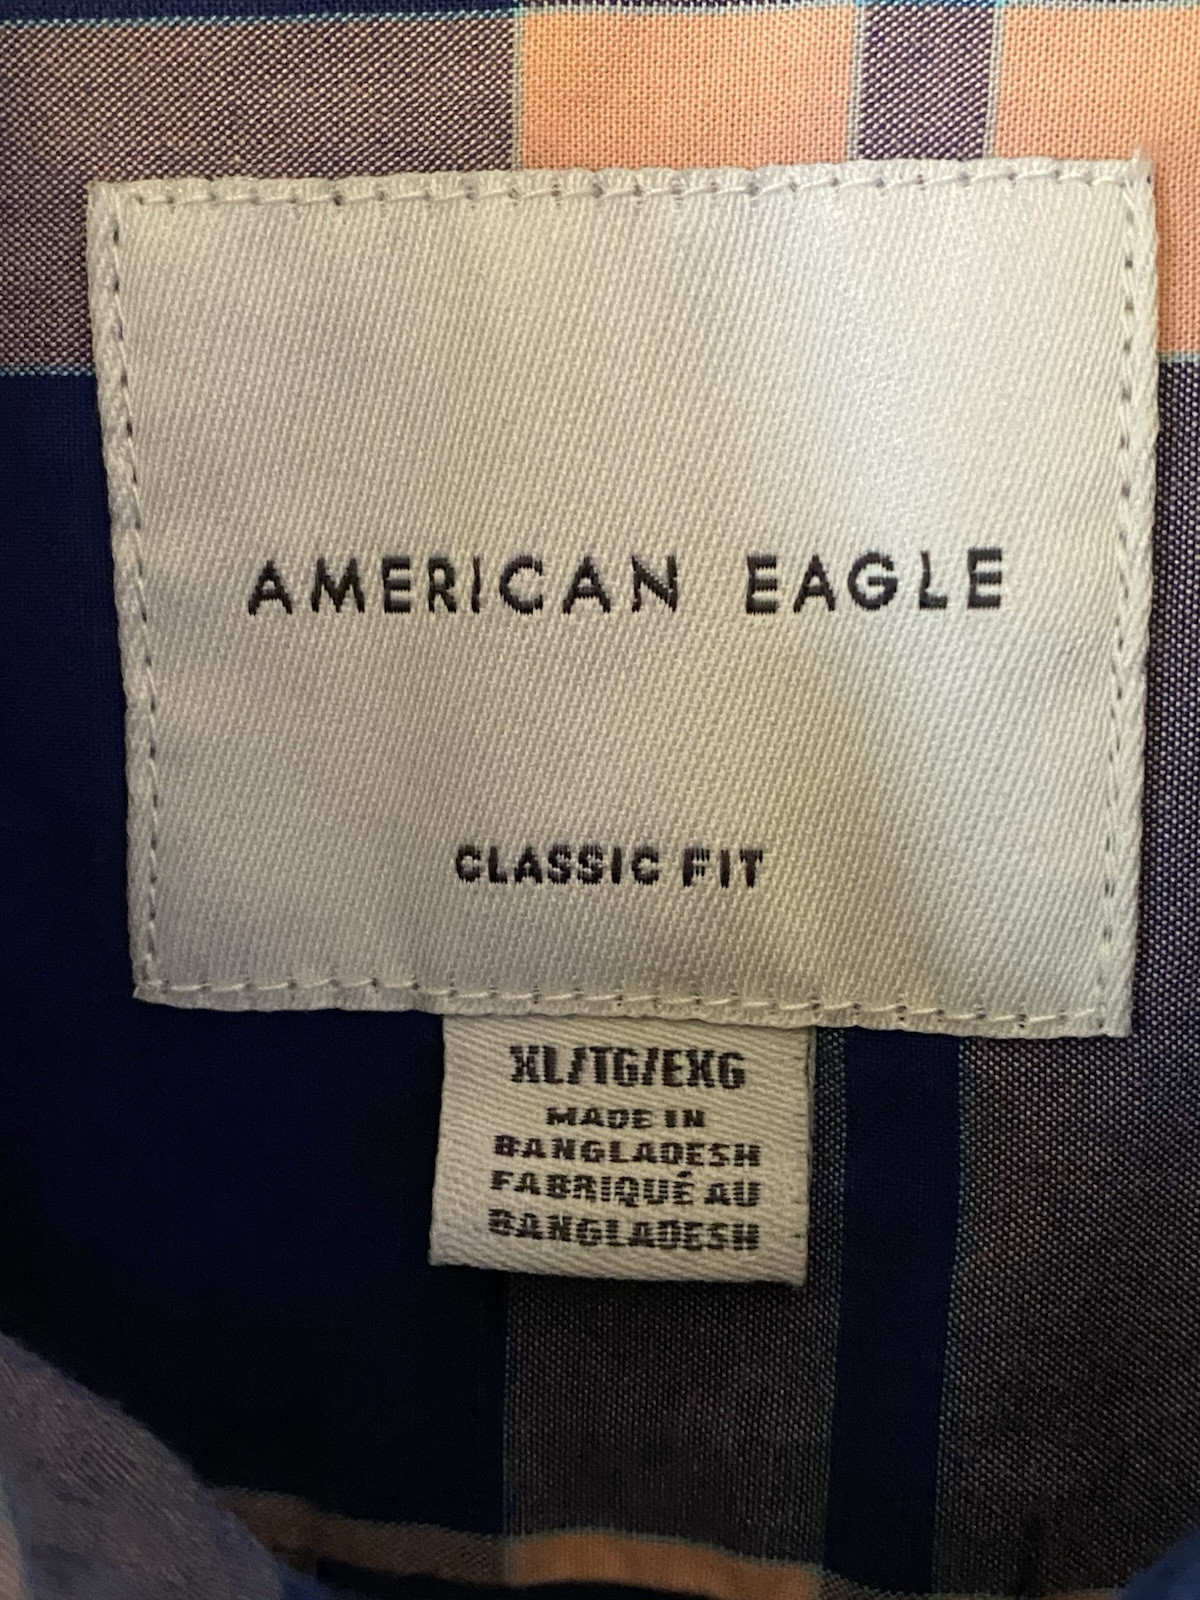 AMERICAN EAGLE
CLASSIC FIT
XL/TG/EXG
MADE IN
BANGLADESH
FABRIQUÉ AU
BANGLADESH